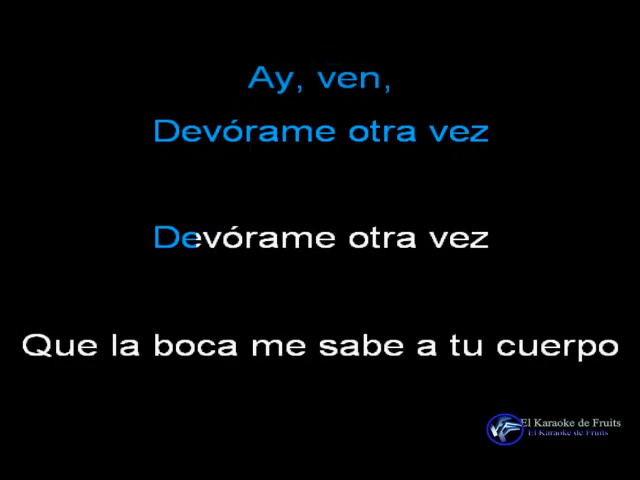 Ay, ven,
Devórame otra vez
Devórame otra vez
Que la boca me sabe a tu cuerpo
El Karaoke de Fruits
El Karaoke de Fruits